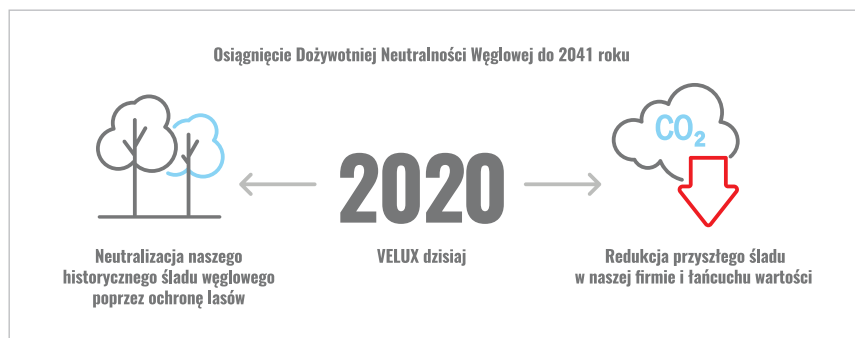 Osiągnięcie Dożywotniej Neutralności Węglowej do 2041 roku
CO₂
2020
Neutralizacja naszego
historycznego śladu węglowego
poprzez ochronę lasów
VELUX dzisiaj
Redukcja przyszłego śladu
w naszej firmie i łańcuchu wartości